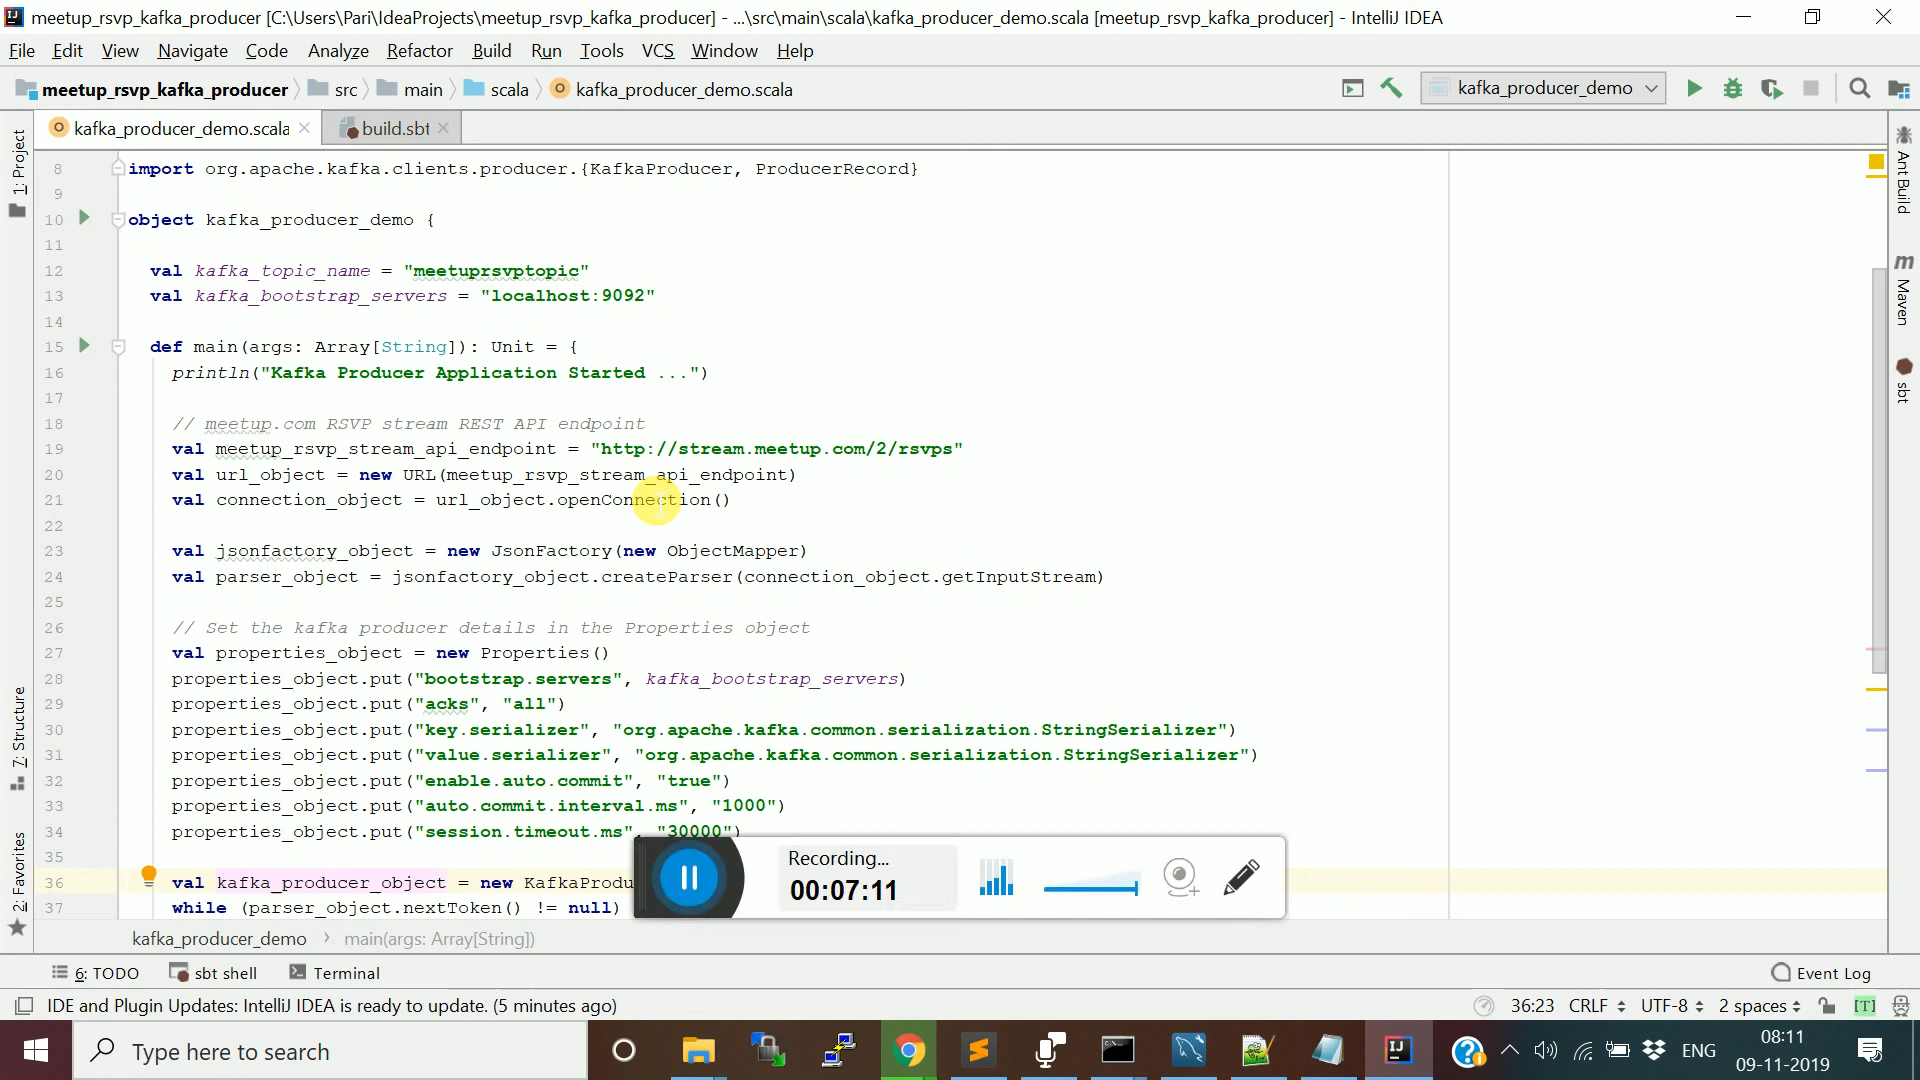 meetup_rsvp_kafka_producer [C:\Users\Pari\IdeaProjects\meetup_rsvp_kafka_producer] - ...\src\main\scala\kafka_producer_demo.scala [meetup_rsvp_kafka_producer] - IntelliJ IDEA
File Edit View Navigate Code Analyze Refactor Build Run Tools VCS Window Help
meetup_rsvp_kafka_producer src main scala kafka_producer_demo.scala kafka_producer_demo
kafka_producer_demo.scala build.sbt
1: Project
7: Structure
2: Favorites
Ant Build
m Maven
sbt
8 import org.apache.kafka.clients.producer.{KafkaProducer, ProducerRecord}
9
10 object kafka_producer_demo {
11
12 val kafka_topic_name = "meetuprsvptopic"
13 val kafka_bootstrap_servers = "localhost:9092"
14
15 def main(args: Array[String]): Unit = {
16 println("Kafka Producer Application Started ...")
17
18 // meetup.com RSVP stream REST API endpoint
19 val meetup_rsvp_stream_api_endpoint = "http://stream.meetup.com/2/rsvps"
20 val url_object = new URL(meetup_rsvp_stream_api_endpoint)
21 val connection_object = url_object.openConnection()
22
23 val jsonfactory_object = new JsonFactory(new ObjectMapper)
24 val parser_object = jsonfactory_object.createParser(connection_object.getInputStream)
25
26 // Set the kafka producer details in the Properties object
27 val properties_object = new Properties()
28 properties_object.put("bootstrap.servers", kafka_bootstrap_servers)
29 properties_object.put("acks", "all")
30 properties_object.put("key.serializer", "org.apache.kafka.common.serialization.StringSerializer")
31 properties_object.put("value.serializer", "org.apache.kafka.common.serialization.StringSerializer")
32 properties_object.put("enable.auto.commit", "true")
33 properties_object.put("auto.commit.interval.ms", "1000")
34 properties_object.put("session.timeout.ms", "30000")
35
36 val kafka_producer_object = new KafkaProdu
37 while (parser_object.nextToken() != null)
Recording...
00:07:11
kafka_producer_demo main(args: Array[String])
6: TODO sbt shell Terminal Event Log
IDE and Plugin Updates: IntelliJ IDEA is ready to update. (5 minutes ago) 36:23 CRLF UTF-8 2 spaces [T]
Type here to search ENG 08:11
09-11-2019